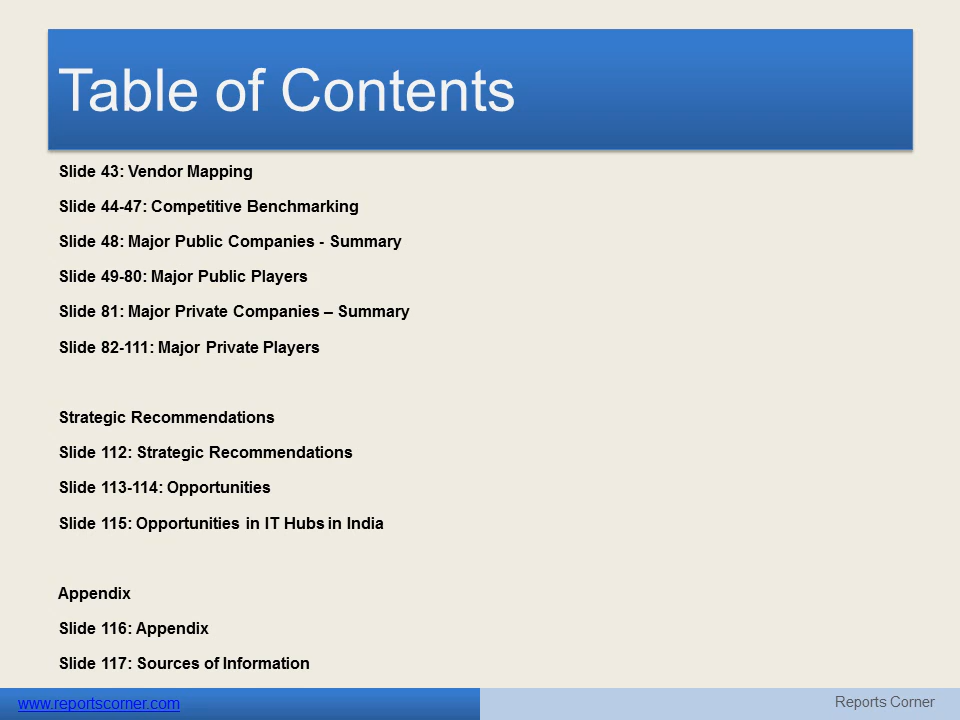 Table of Contents
Slide 43: Vendor Mapping
Slide 44-47: Competitive Benchmarking
Slide 48: Major Public Companies - Summary
Slide 49-80: Major Public Players
Slide 81: Major Private Companies – Summary
Slide 82-111: Major Private Players
Strategic Recommendations
Slide 112: Strategic Recommendations
Slide 113-114: Opportunities
Slide 115: Opportunities in IT Hubs in India
Appendix
Slide 116: Appendix
Slide 117: Sources of Information
www.reportscorner.com
Reports Corner